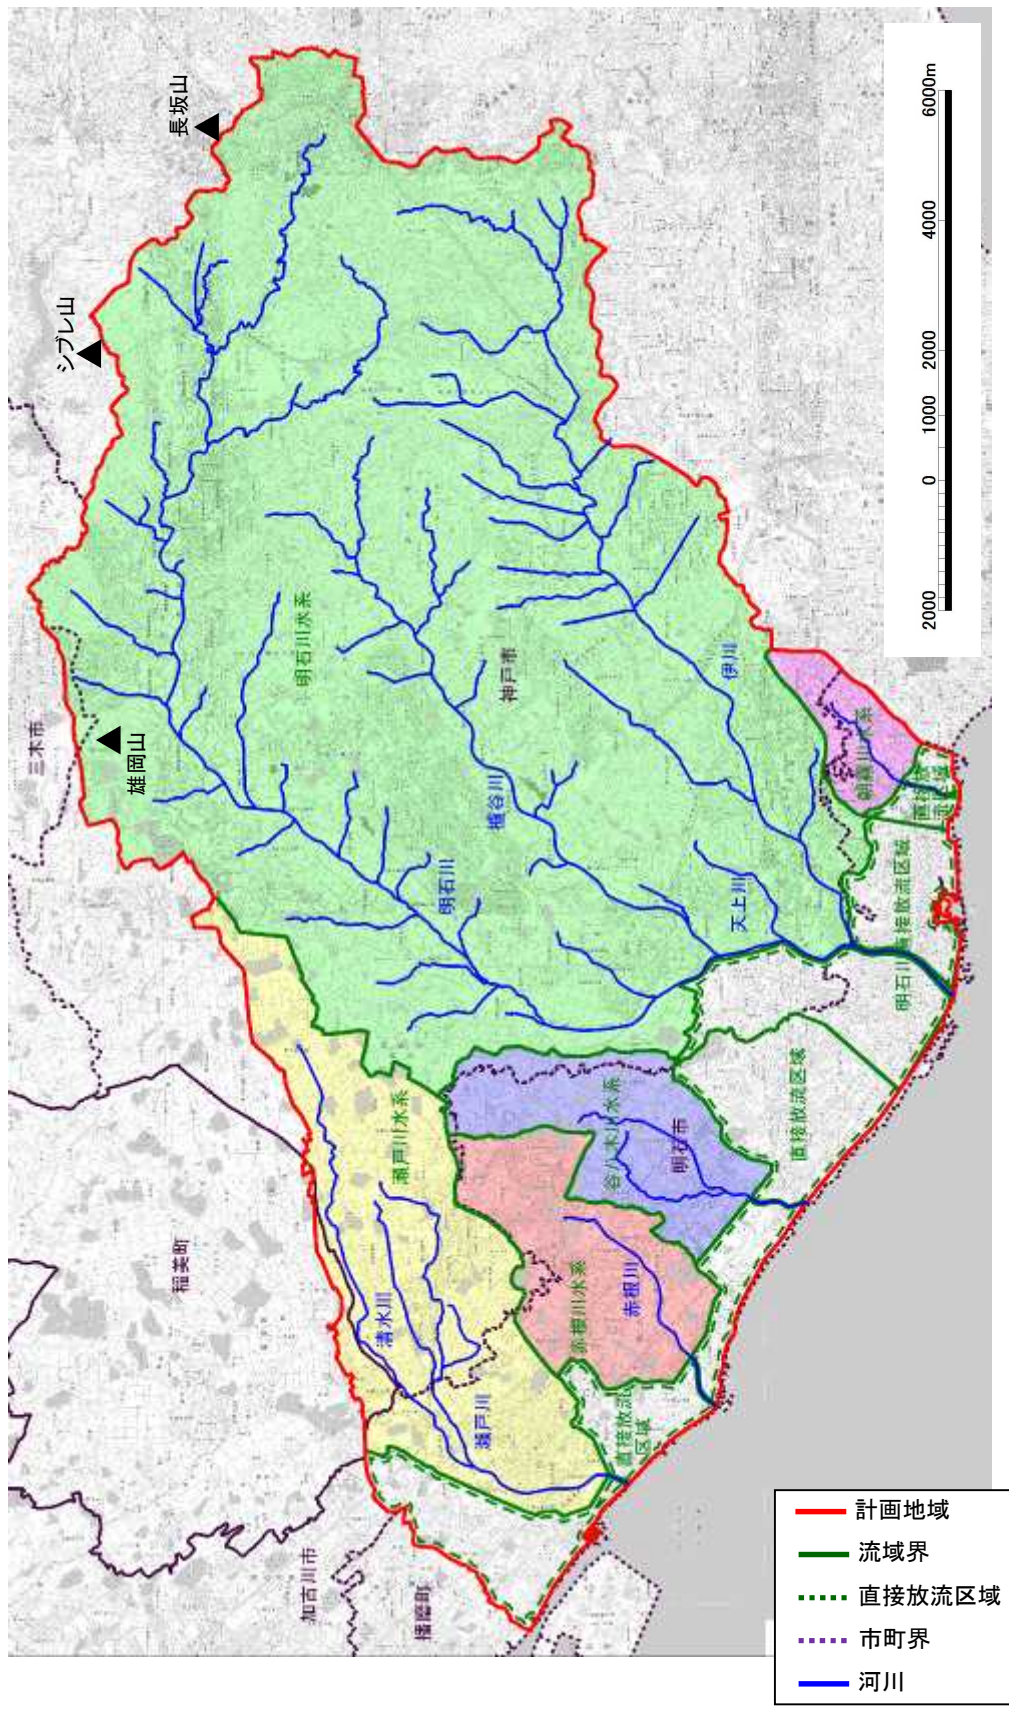 長坂山
シブレ山
雄岡山
三木市
稲美町
加古川市
播磨町
明石川水系
神戸市
伊川
櫨谷川
明石川
天上川
朝霧川水系
直接放流区域
明石川直接放流区域
直接放流区域
瀬戸川水系
谷八木川水系
明石市
清水川
赤根川
赤根川水系
瀬戸川
直接放流
区域
2000
0
1000
2000
4000
6000m
計画地域
流域界
直接放流区域
市町界
河川